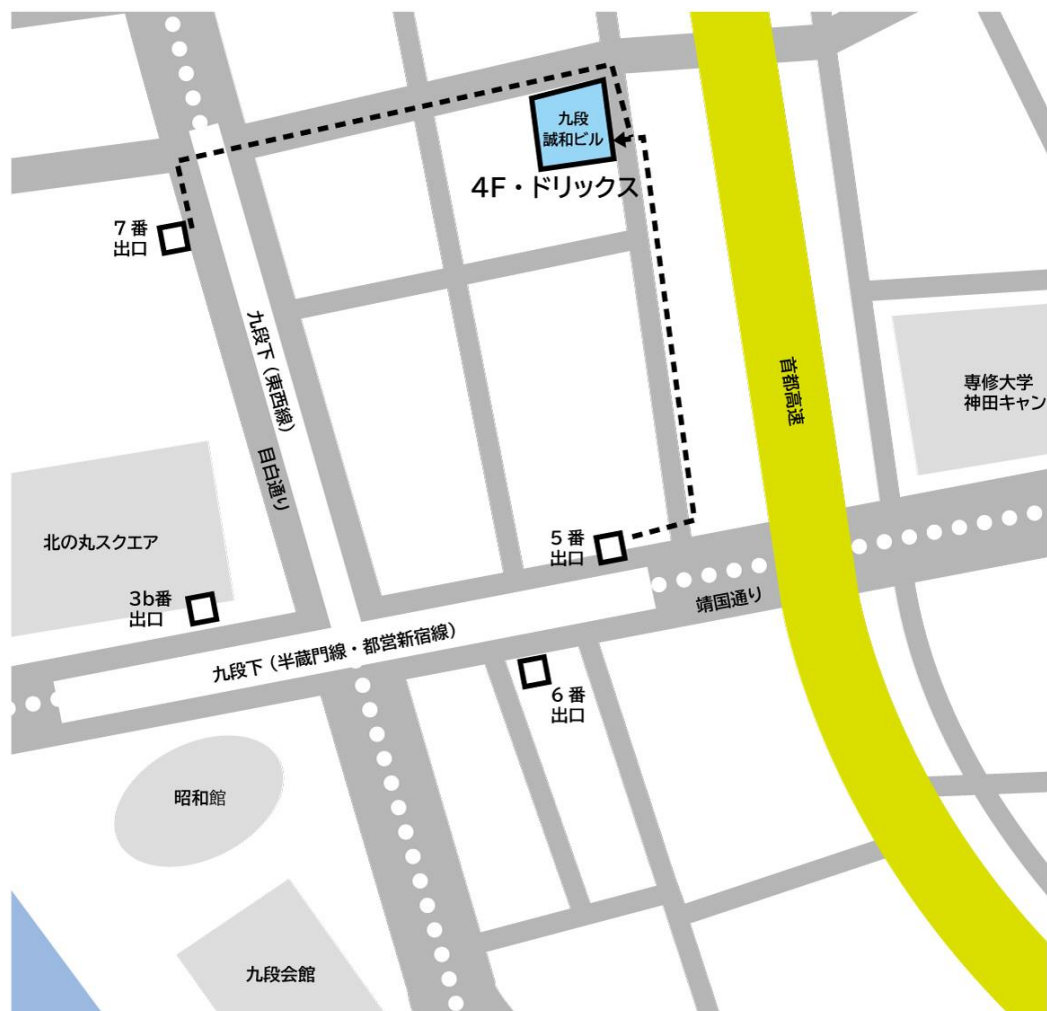 九段
誠和ビル
4F・ドリックス
7番
出口
九段下（東西線）
目白通り
首都高速
専修大学
神田キャン
北の丸スクエア
5番
出口
3b番
出口
靖国通り
九段下（半蔵門線・都営新宿線）
6番
出口
昭和館
九段会館